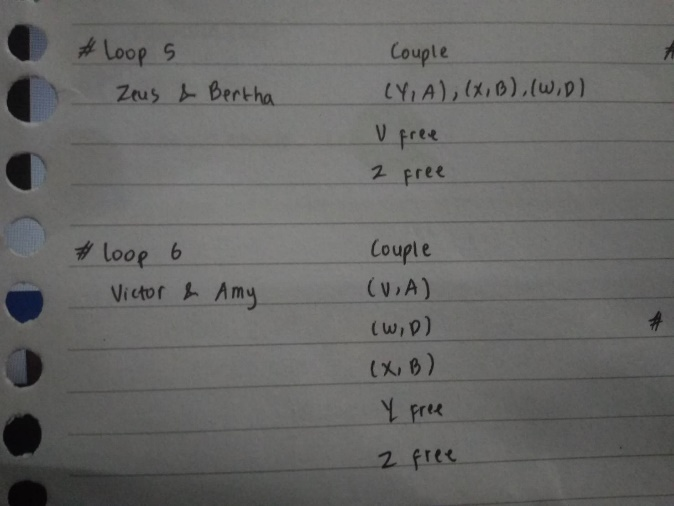 # Loop 5 Couple
Zeus & Bertha (Y,A), (X,B), (W,D)
V free
Z free
# Loop 6 Couple
Victor & Amy (V,A)
(W,D) #
(X,B)
Y free
Z free